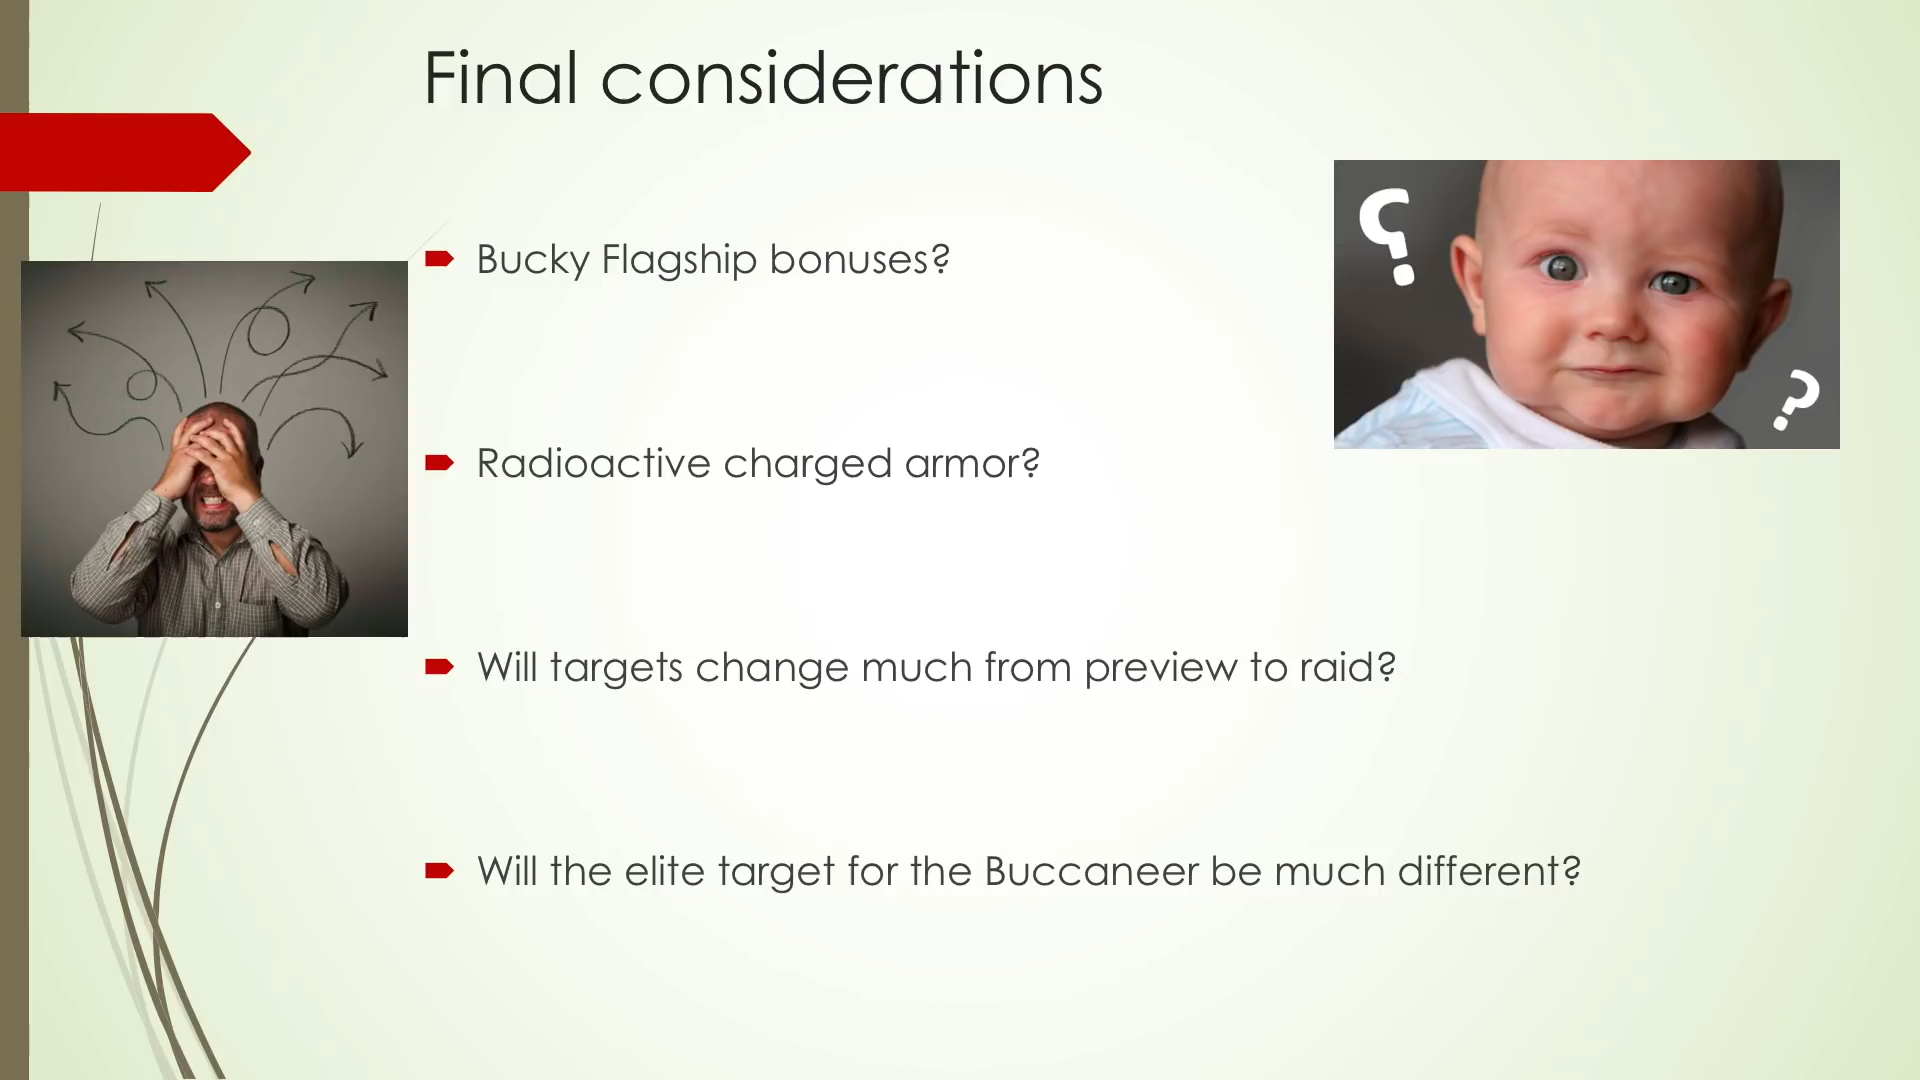 Final considerations
?
Bucky Flagship bonuses?
?
Radioactive charged armor?
Will targets change much from preview to raid?
Will the elite target for the Buccaneer be much different?